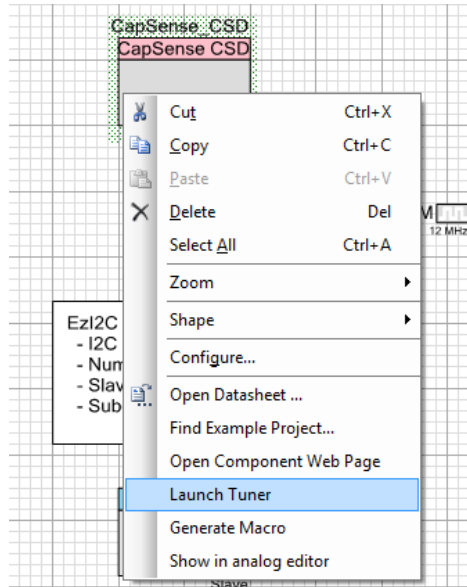 CapSense_CSD
CapSense CSD
Cut Ctrl+X
Copy Ctrl+C
Paste Ctrl+V
Delete Del
Select All Ctrl+A
Zoom
Shape
Configure...
Open Datasheet ...
Find Example Project...
Open Component Web Page
Launch Tuner
Generate Macro
Show in analog editor
M
12 MHz
EzI2C
- I2C
- Num
- Slav
- Sub
Slave